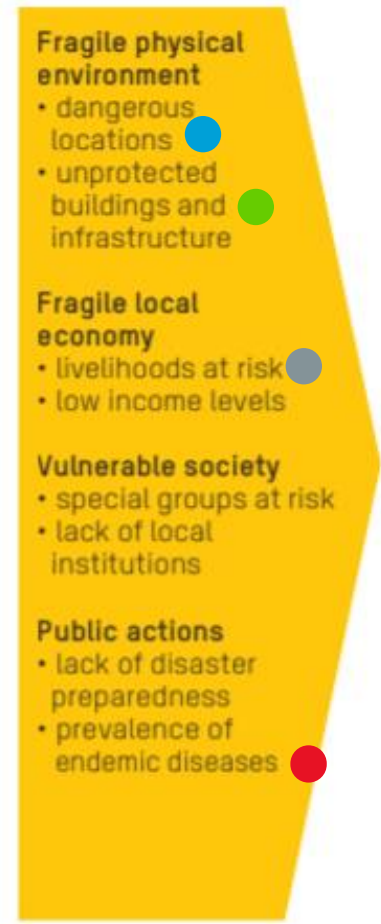 Fragile physical
environment
• dangerous
locations
• unprotected
buildings and
infrastructure
Fragile local
economy
• livelihoods at risk
• low income levels
Vulnerable society
• special groups at risk
• lack of local
institutions
Public actions
• lack of disaster
preparedness
• prevalence of
endemic diseases